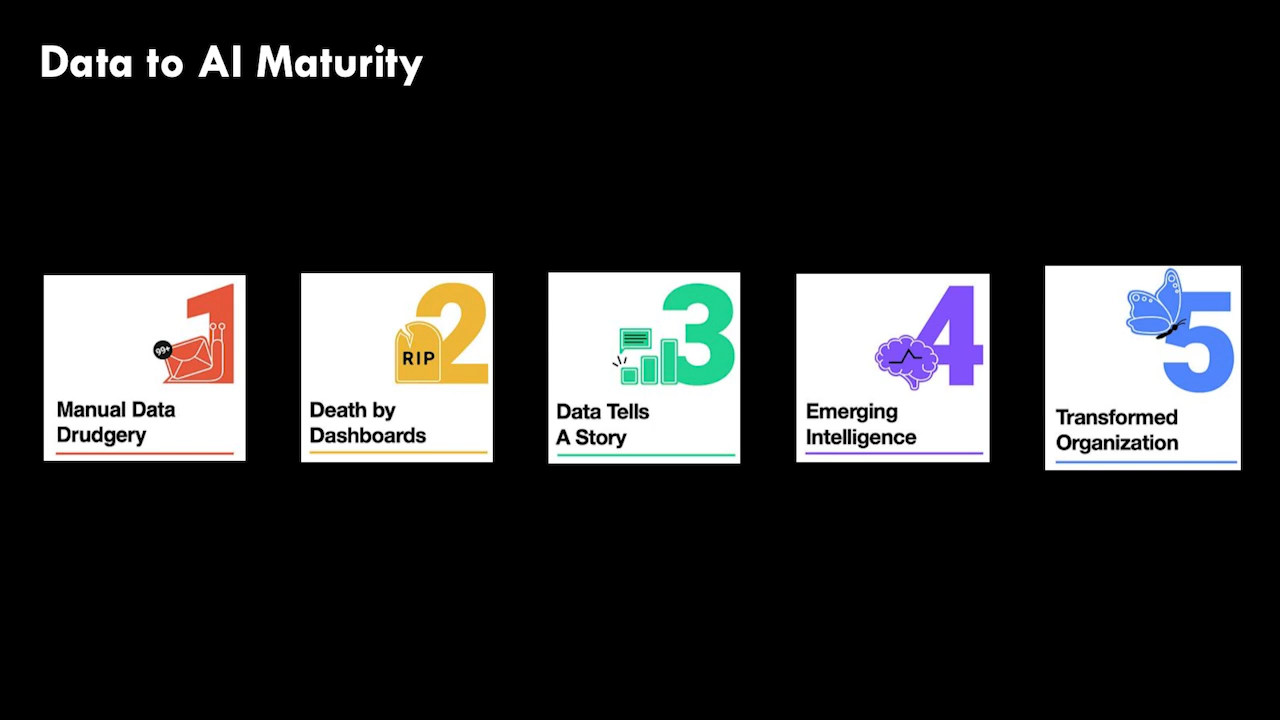 Data to AI Maturity
1
99+
Manual Data
Drudgery
2
RIP
Death by
Dashboards
3
Data Tells
A Story
4
Emerging
Intelligence
5
Transformed
Organization